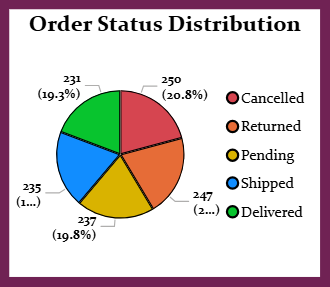 Order Status Distribution
231
(19.3%)
250
(20.8%)
Cancelled
Returned
Pending
Shipped
Delivered
235
(1...)
247
(2...)
237
(19.8%)